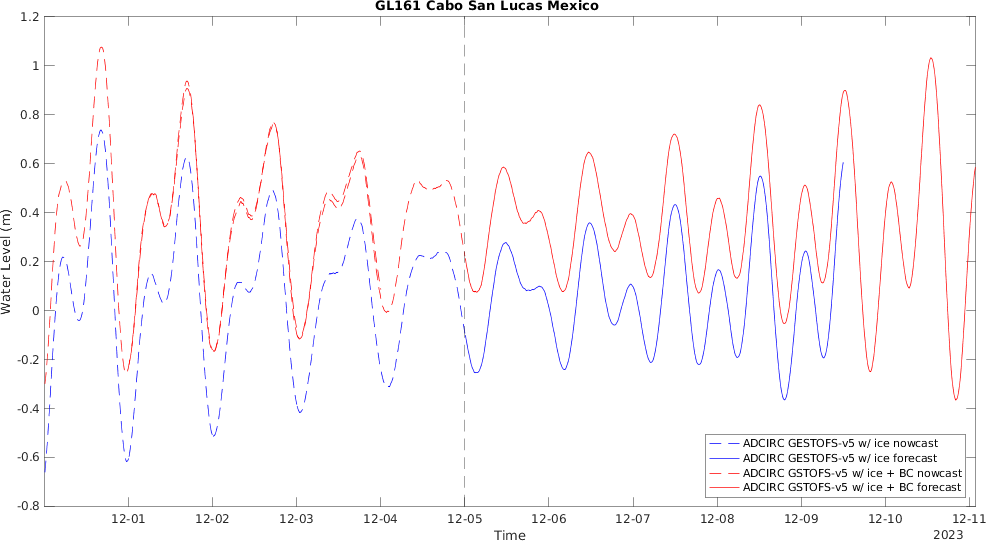 GL161 Cabo San Lucas Mexico
1.2
1
0.8
0.6
0.4
0.2
0
-0.2
-0.4
-0.6
-0.8
Water Level (m)
ADCIRC GESTOFS-v5 w/ ice nowcast
ADCIRC GESTOFS-v5 w/ ice forecast
ADCIRC GSTOFS-v5 w/ ice + BC nowcast
ADCIRC GSTOFS-v5 w/ ice + BC forecast
12-01 12-02 12-03 12-04 12-05 12-06 12-07 12-08 12-09 12-10 12-11
Time
2023